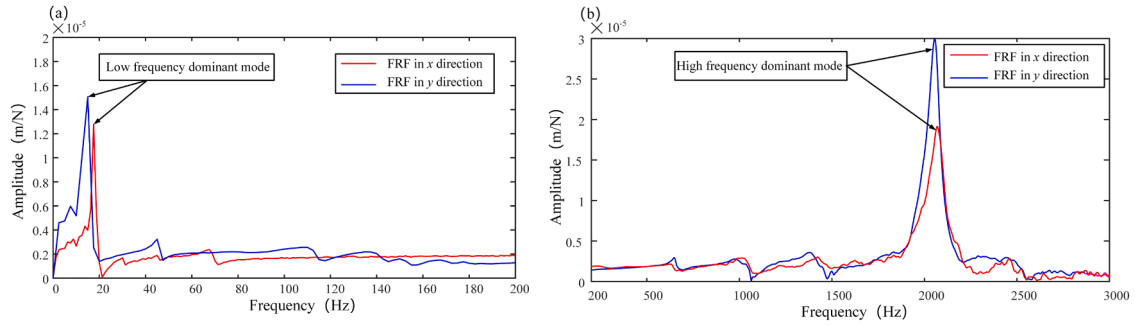 (a)
×10^-5
2
1.8
1.6
1.4
1.2
1
0.8
0.6
0.4
0.2
0
Amplitude (m/N)
Low frequency dominant mode
FRF in x direction
FRF in y direction
0 20 40 60 80 100 120 140 160 180 200
Frequency (Hz)
(b)
×10^-5
3
2.5
2
1.5
1
0.5
0
Amplitude (m/N)
High frequency dominant mode
FRF in x direction
FRF in y direction
200 500 1000 1500 2000 2500 3000
Frequency (Hz)